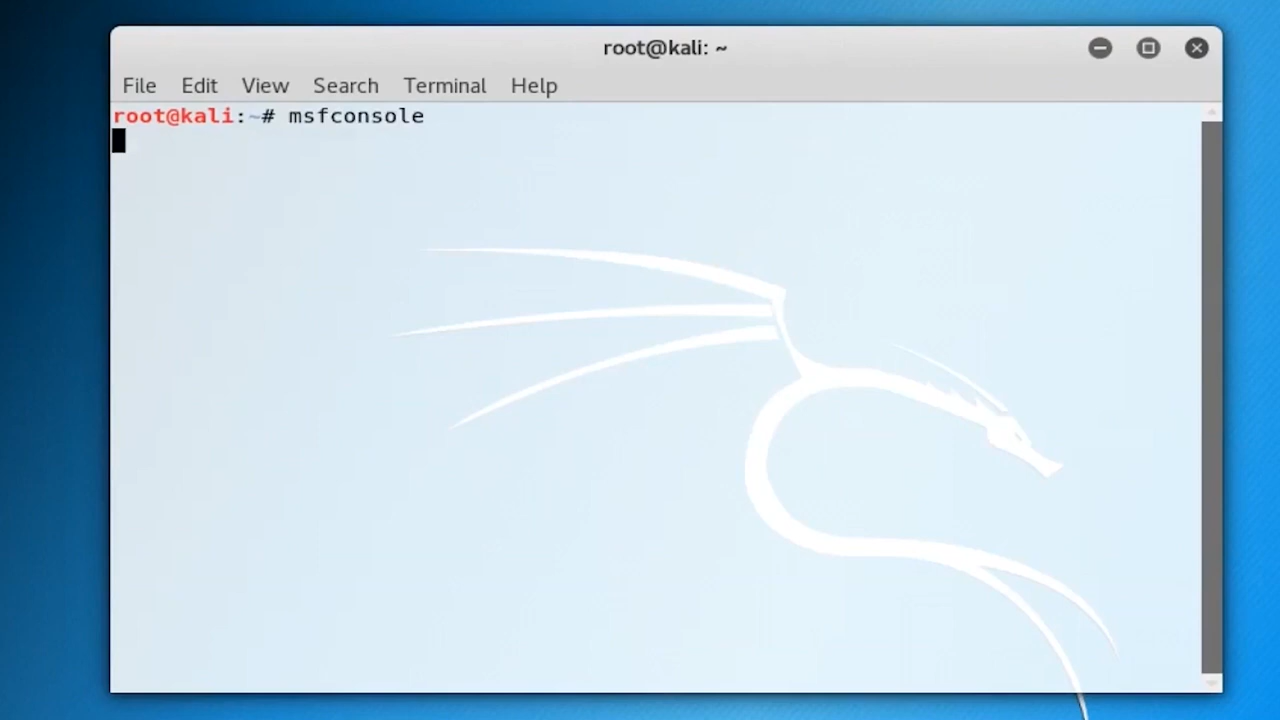 root@kali: ~
File Edit View Search Terminal Help
root@kali:~# msfconsole